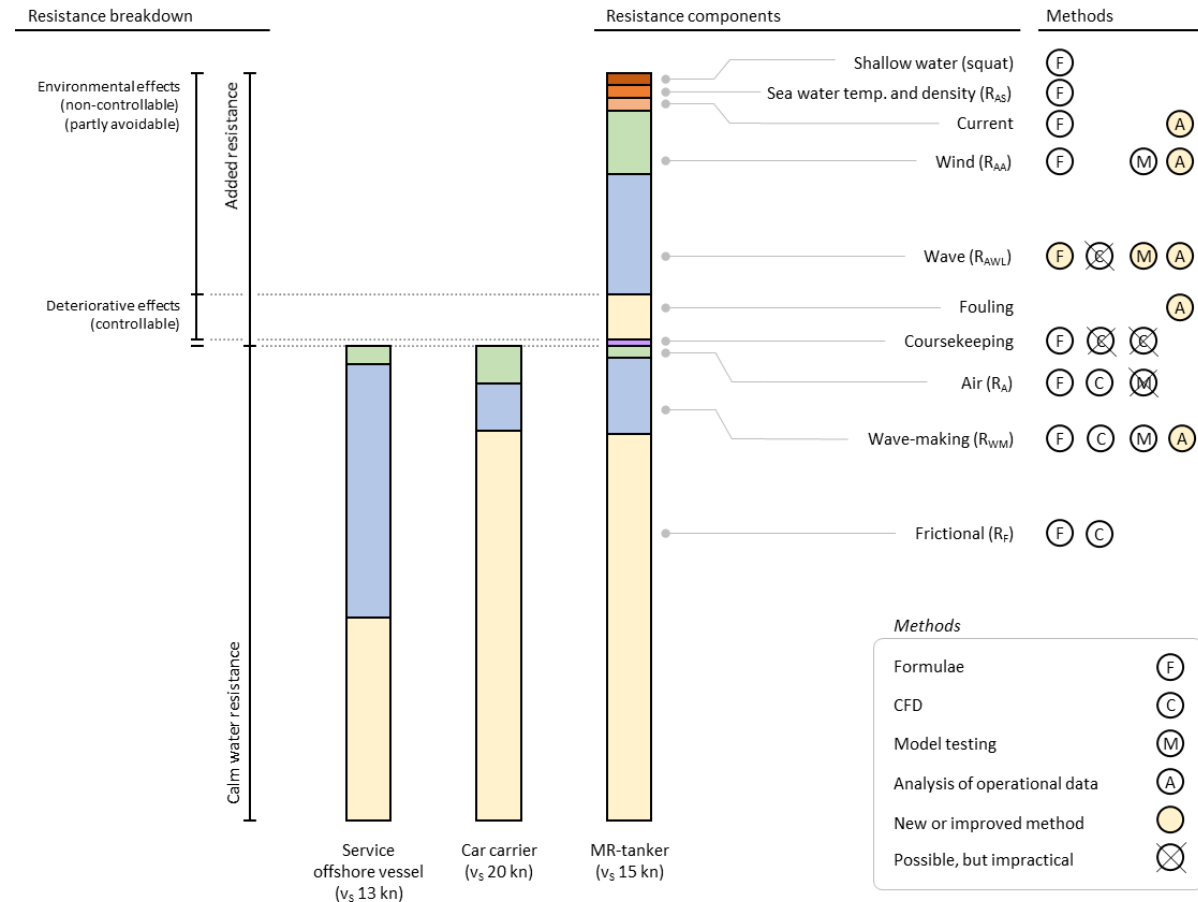 Resistance breakdown
Resistance components
Methods
Environmental effects
(non-controllable)
(partly avoidable)
Added resistance
Deteriorative effects
(controllable)
Calm water resistance
Shallow water (squat) F
Sea water temp. and density (RAS) F
Current F A
Wind (RAA) F M A
Wave (RAWL) F C M A
Fouling A
Coursekeeping F C C
Air (RA) F C M
Wave-making (RWM) F C M A
Frictional (RF) F C
Service
offshore vessel
(vS 13 kn)
Car carrier
(vS 20 kn)
MR-tanker
(vS 15 kn)
Methods
Formulae F
CFD C
Model testing M
Analysis of operational data A
New or improved method
Possible, but impractical